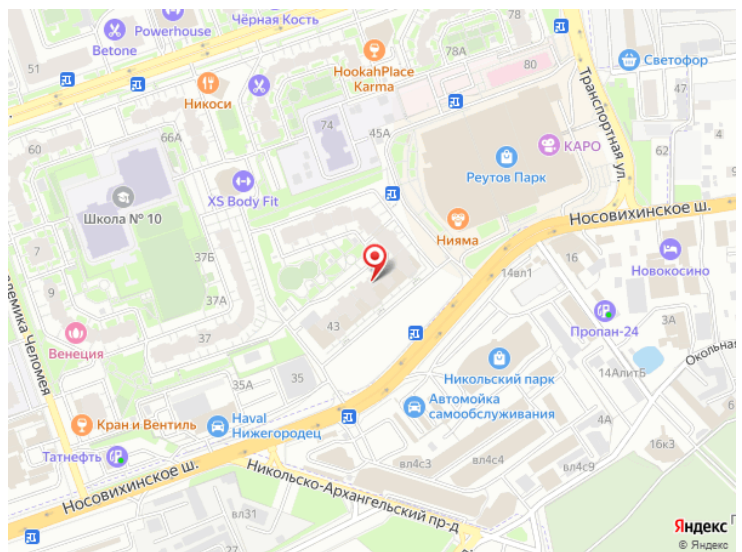 Чёрная Кость
Powerhouse
Betone
51
78А
80
HookahPlace
Karma
Светофор
Никоси
47
Транспортная ул.
74
45А
66А
4
60
КАРО
62
Реутов Парк
XS Body Fit
Школа № 10
Носовихинское ш.
Нияма
7
37Б
16
Новокосино
9
14вл1
37А
43
37
Пропан-24
3А
Венеция
Окольная
Никольский парк
14АлитБ
35А
35
Автомойка
самообслуживания
4А
Кран и Вентиль
Haval
Нижегородец
16к3
Татнефть
вл4с3
вл4с4
вл4с9
Носовихинское ш.
Никольско-Архангельский пр-д
вл31
Яндекс
© Яндекс